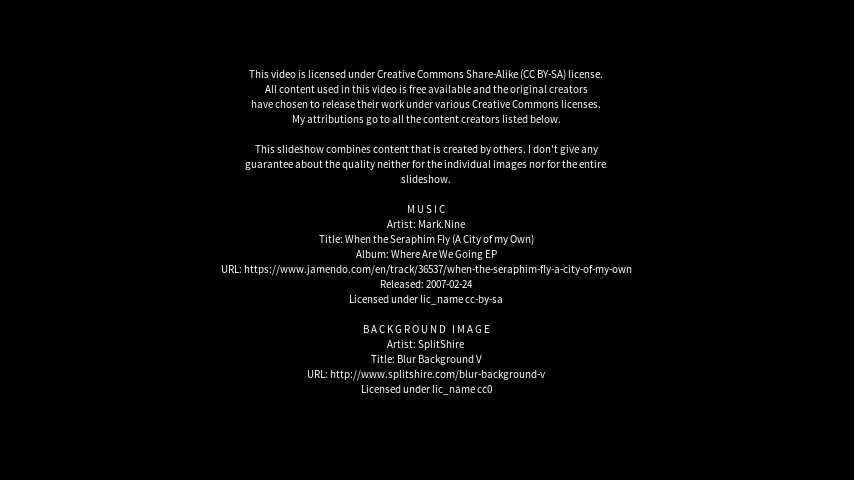 This video is licensed under Creative Commons Share-Alike (CC BY-SA) license.
All content used in this video is free available and the original creators
have chosen to release their work under various Creative Commons licenses.
My attributions go to all the content creators listed below.
This slideshow combines content that is created by others. I don't give any
guarantee about the quality neither for the individual images nor for the entire
slideshow.
MUSIC
Artist: Mark.Nine
Title: When the Seraphim Fly (A City of my Own)
Album: Where Are We Going EP
URL: https://www.jamendo.com/en/track/36537/when-the-seraphim-fly-a-city-of-my-own
Released: 2007-02-24
Licensed under lic_name cc-by-sa
BACKGROUND IMAGE
Artist: SplitShire
Title: Blur Background V
URL: http://www.splitshire.com/blur-background-v
Licensed under lic_name cc0